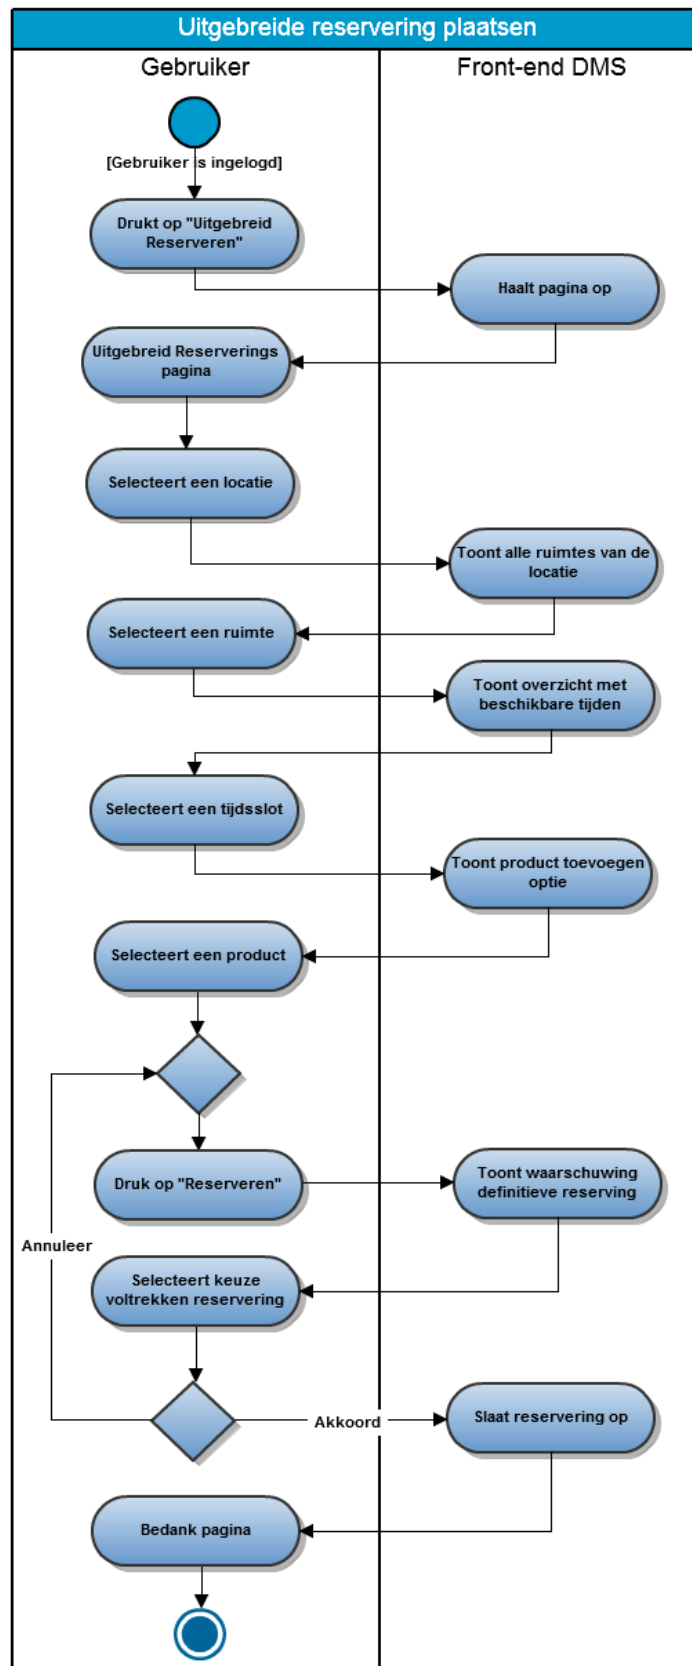 Uitgebreide reservering plaatsen
Gebruiker
Front-end DMS
[Gebruiker is ingelogd]
Drukt op "Uitgebreid
Reserveren"
Haalt pagina op
Uitgebreid Reserverings
pagina
Selecteert een locatie
Toont alle ruimtes van de
locatie
Selecteert een ruimte
Toont overzicht met
beschikbare tijden
Selecteert een tijdsslot
Toont product toevoegen
optie
Selecteert een product
Druk op "Reserveren"
Toont waarschuwing
definitieve reserving
Annuleer
Selecteert keuze
voltrekken reservering
Akkoord
Slaat reservering op
Bedank pagina